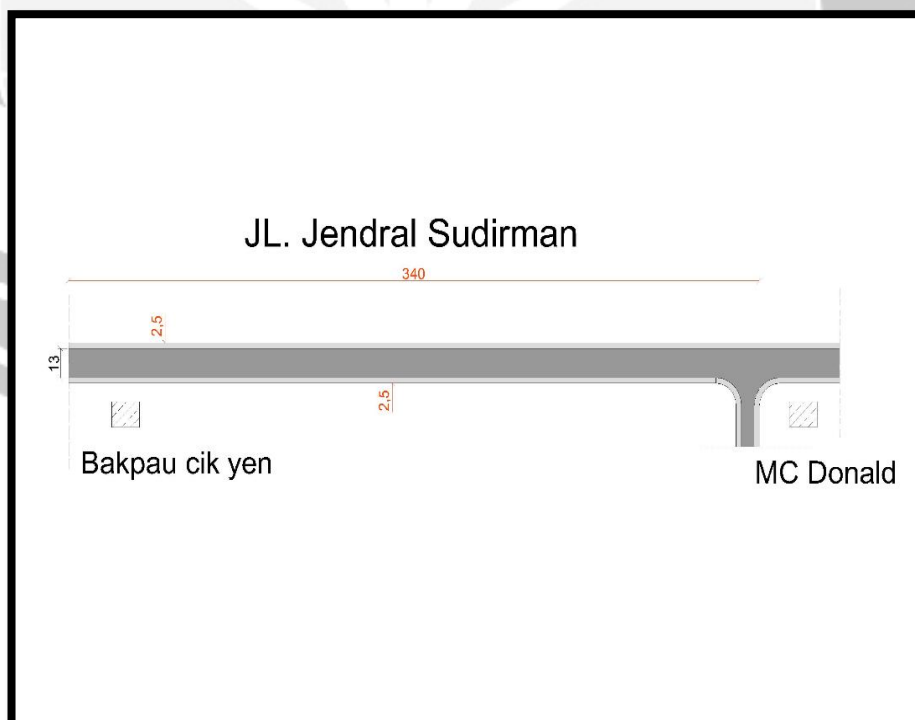 JL. Jendral Sudirman
340
2,5
13
2,5
Bakpau cik yen
MC Donald